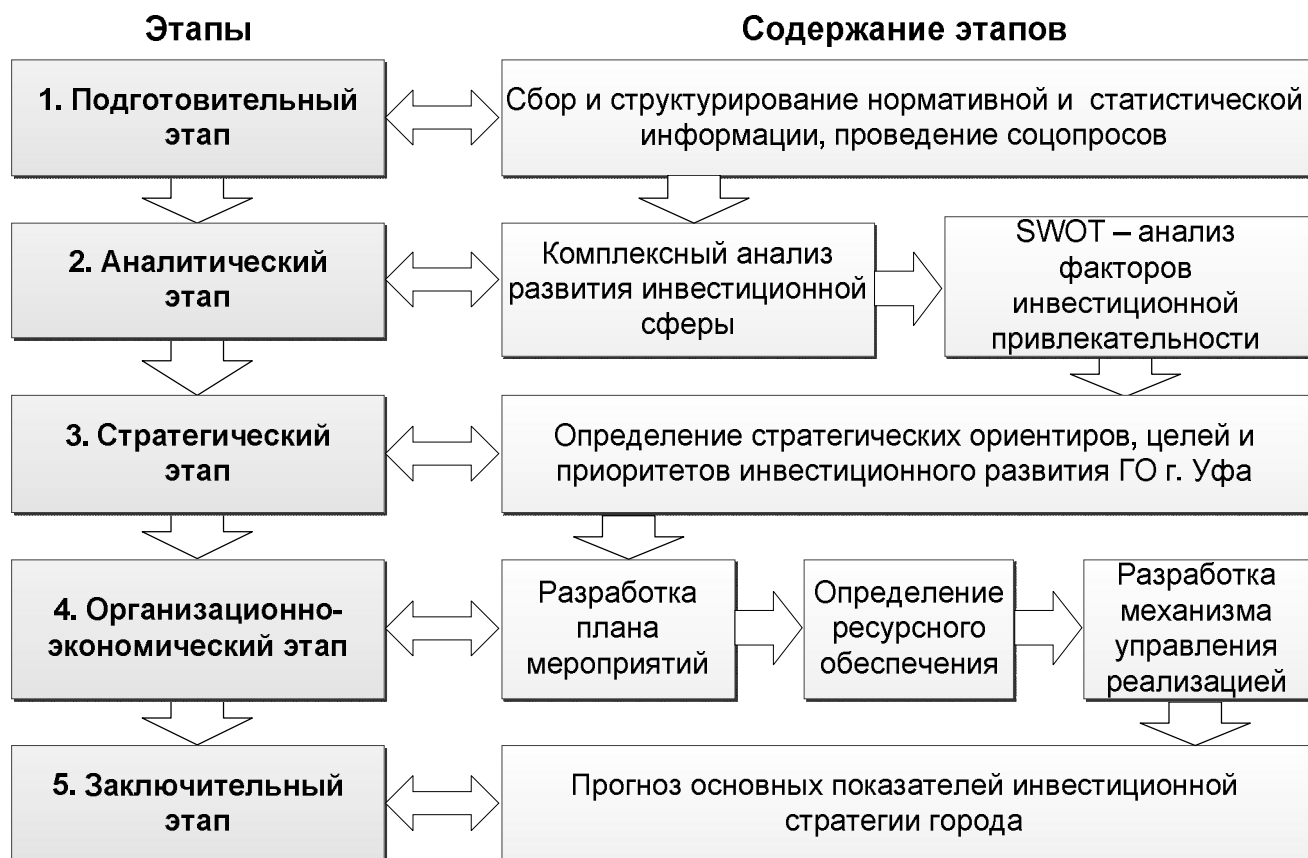 Этапы
Содержание этапов
1. Подготовительный
этап
Сбор и структурирование нормативной и статистической
информации, проведение соцопросов
2. Аналитический
этап
Комплексный анализ
развития инвестиционной
сферы
SWOT – анализ
факторов
инвестиционной
привлекательности
3. Стратегический
этап
Определение стратегических ориентиров, целей и
приоритетов инвестиционного развития ГО г. Уфа
4. Организационно-
экономический этап
Разработка
плана
мероприятий
Определение
ресурсного
обеспечения
Разработка
механизма
управления
реализацией
5. Заключительный
этап
Прогноз основных показателей инвестиционной
стратегии города